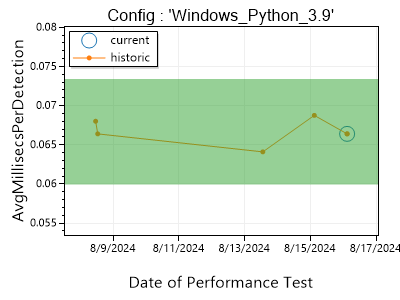 Config : 'Windows_Python_3.9'
current
historic
AvgMillisecsPerDetection
0.08
0.075
0.07
0.065
0.06
0.055
8/9/2024
8/11/2024
8/13/2024
8/15/2024
8/17/2024
Date of Performance Test